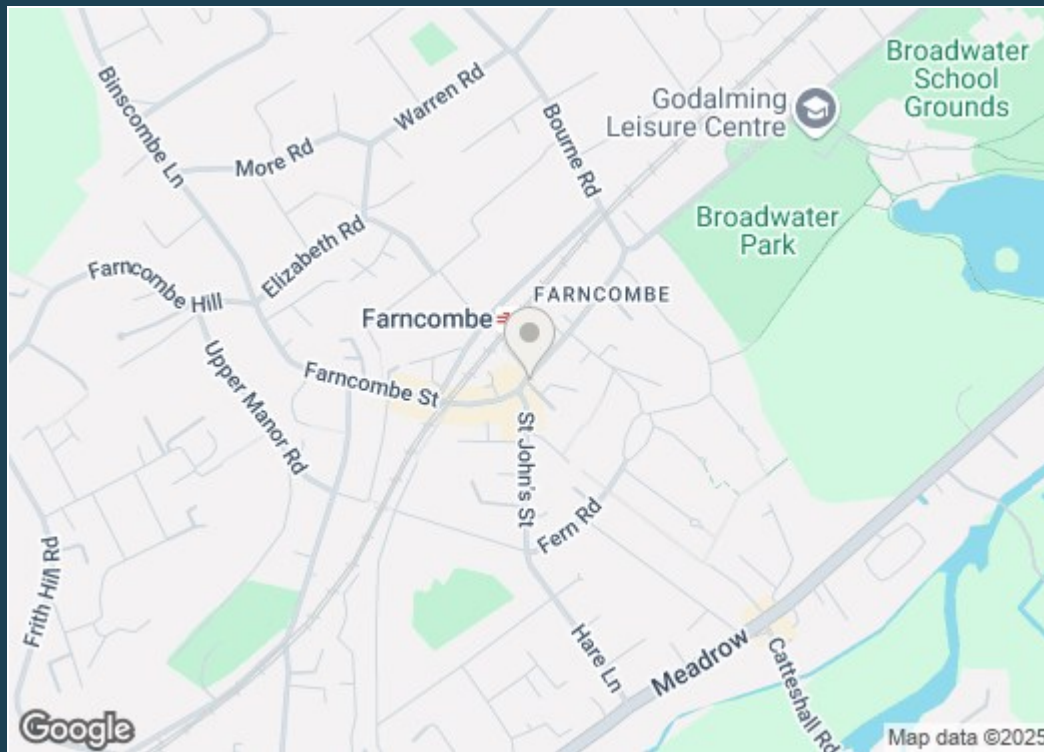 Broadwater
School
Grounds
Godalming
Leisure Centre
Warren Rd
Binscombe Ln
More Rd
Bourne Rd
Broadwater
Park
Elizabeth Rd
Farncombe Hill
FARNCOMBE
Farncombe
Upper Manor Rd
Farncombe St
St John's St
Fern Rd
Frith Hill Rd
Hare Ln
Meadrow
Catteshall Rd
Google
Map data ©2025